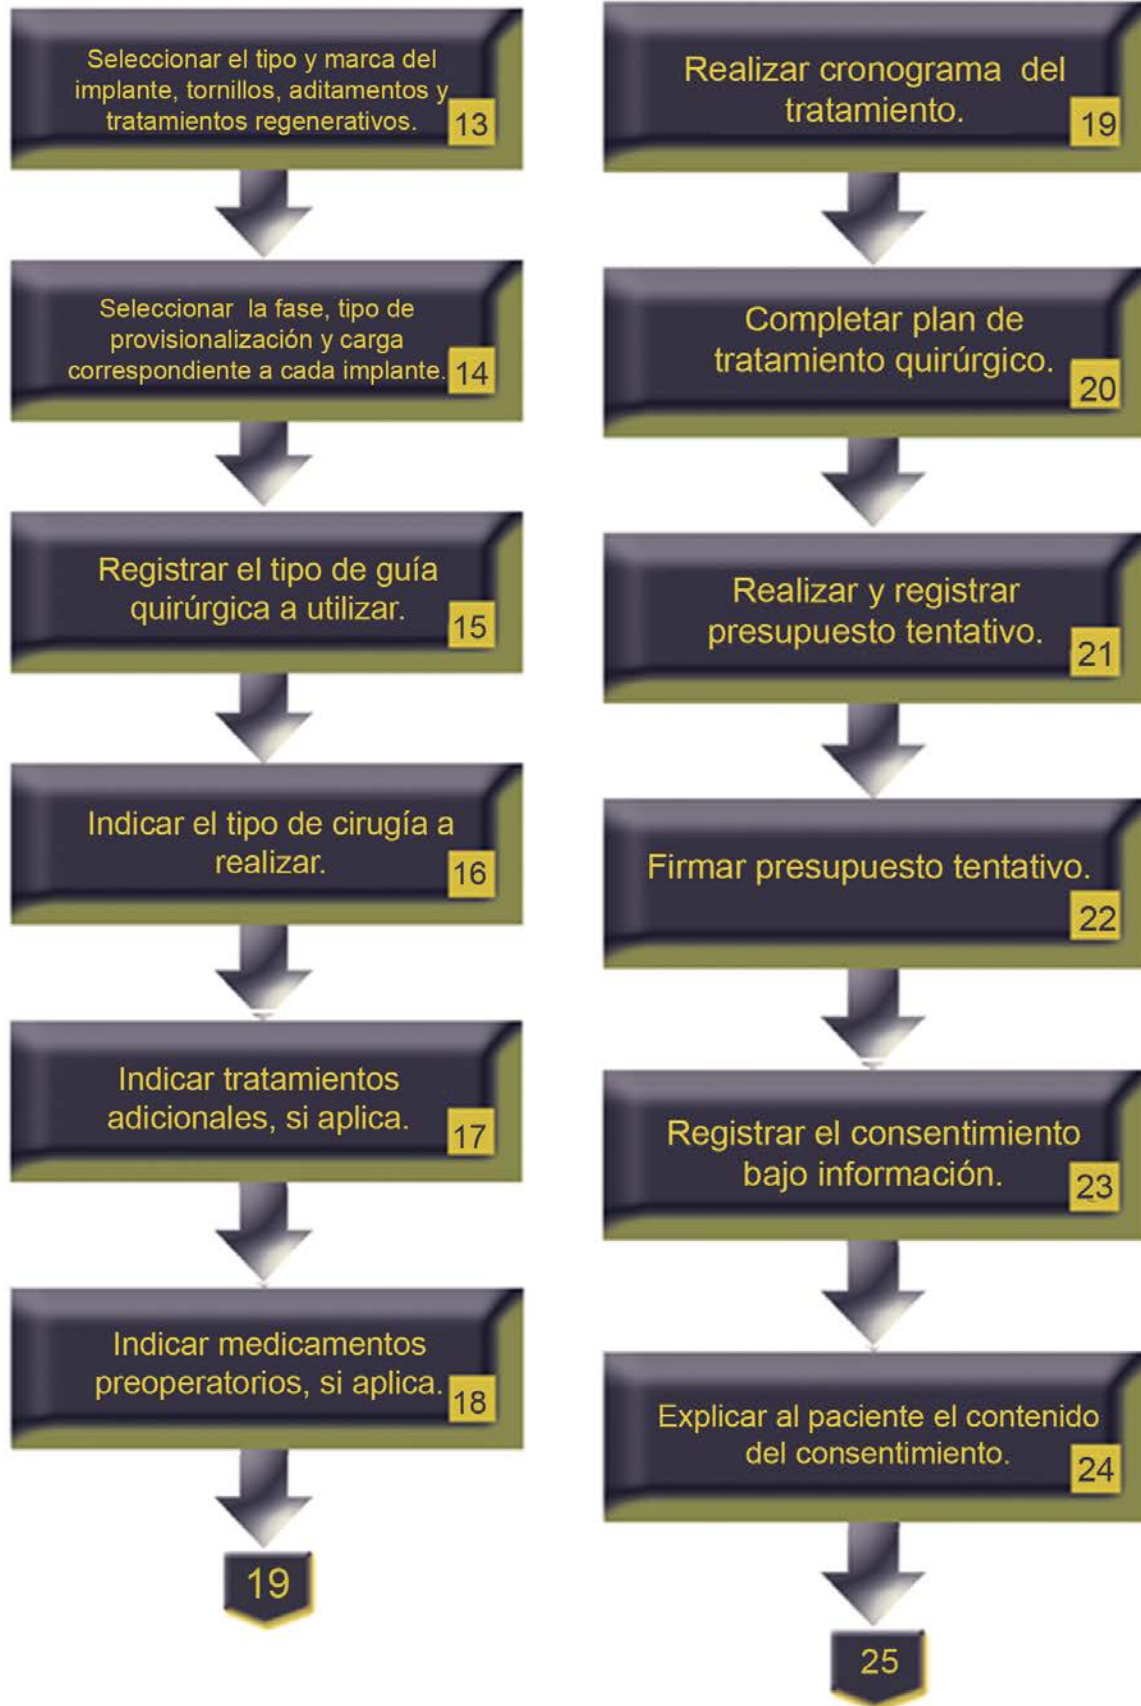 Seleccionar el tipo y marca del
implante, tornillos, aditamentos y
tratamientos regenerativos.
13
Seleccionar la fase, tipo de
provisionalización y carga
correspondiente a cada implante.
14
Registrar el tipo de guía
quirúrgica a utilizar.
15
Indicar el tipo de cirugía a
realizar.
16
Indicar tratamientos
adicionales, si aplica.
17
Indicar medicamentos
preoperatorios, si aplica.
18
19
Realizar cronograma del
tratamiento.
19
Completar plan de
tratamiento quirúrgico.
20
Realizar y registrar
presupuesto tentativo.
21
Firmar presupuesto tentativo.
22
Registrar el consentimiento
bajo información.
23
Explicar al paciente el contenido
del consentimiento.
24
25